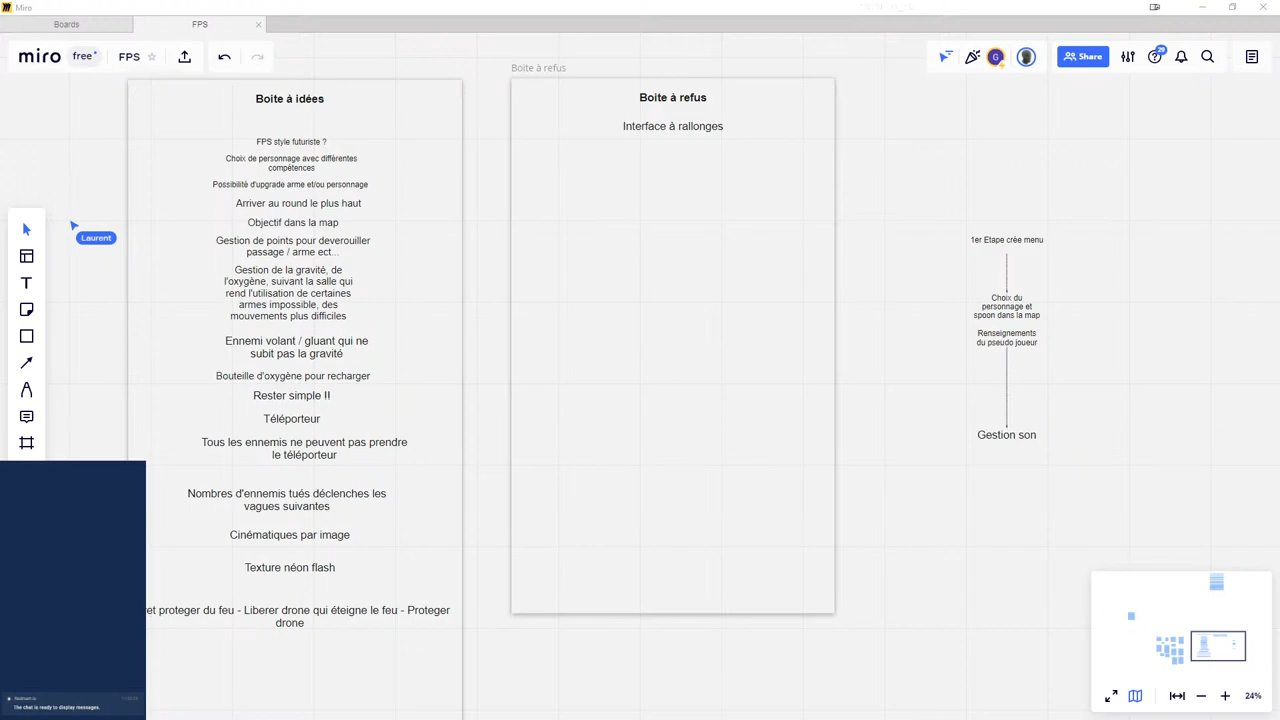 Miro
Boards
FPS
miro
free
FPS
G
Share
29
Boite à idées
FPS style futuriste ?
Choix de personnage avec différentes
compétences
Possibilité d'upgrade arme et/ou personnage
Arriver au round le plus haut
Objectif dans la map
Gestion de points pour deverouiller
passage / arme ect...
Gestion de la gravité, de
l'oxygène, suivant la salle qui
rend l'utilisation de certaines
armes impossible, des
mouvements plus difficiles
Ennemi volant / gluant qui ne
subit pas la gravité
Bouteille d'oxygène pour recharger
Rester simple !!
Téléporteur
Tous les ennemis ne peuvent pas prendre
le téléporteur
Nombres d'ennemis tués déclenches les
vagues suivantes
Cinématiques par image
Texture néon flash
et proteger du feu - Liberer drone qui éteigne le feu - Proteger
drone
Laurent
Boite à refus
Boite à refus
Interface à rallonges
1er Etape crée menu
Choix du
personnage et
spoon dans la map
Renseignements
du pseudo joueur
Gestion son
The chat is ready to display messages.
24%